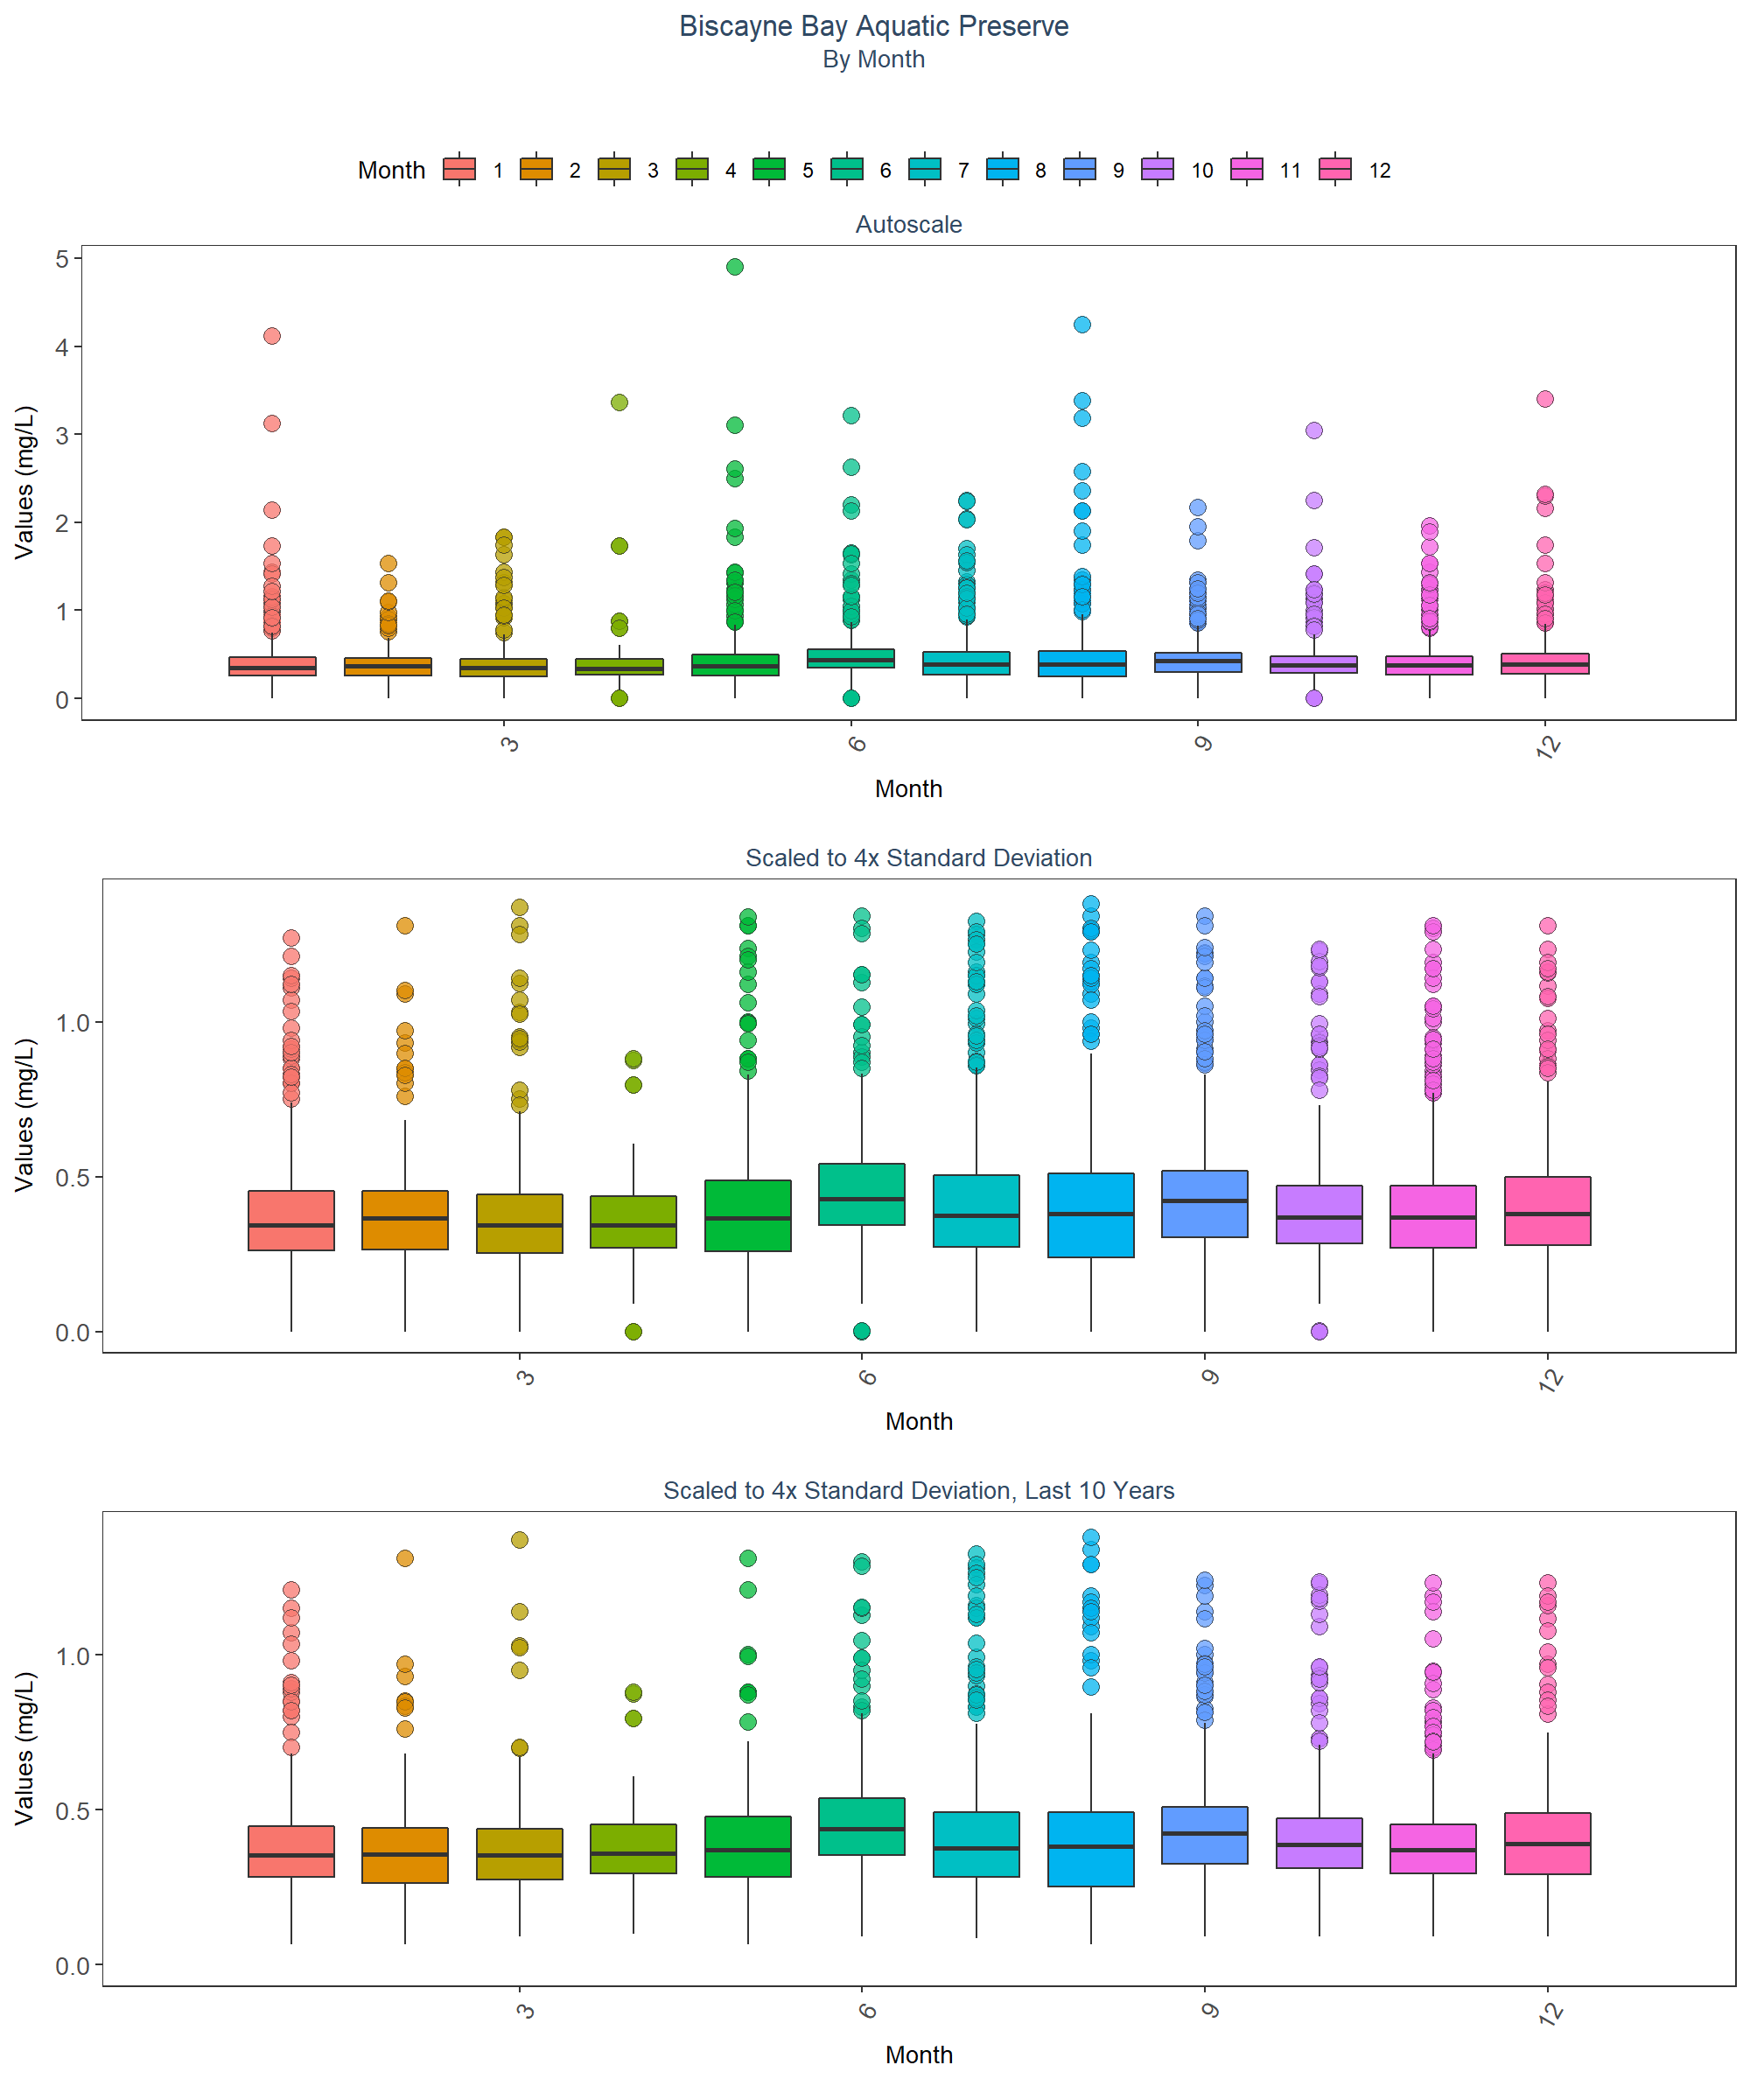 Biscayne Bay Aquatic Preserve
By Month
Month 1 2 3 4 5 6 7 8 9 10 11 12
Autoscale
Values (mg/L)
5
4
3
2
1
0
3 6 9 12
Month
Scaled to 4x Standard Deviation
Values (mg/L)
1.0
0.5
0.0
3 6 9 12
Month
Scaled to 4x Standard Deviation, Last 10 Years
Values (mg/L)
1.0
0.5
0.0
3 6 9 12
Month